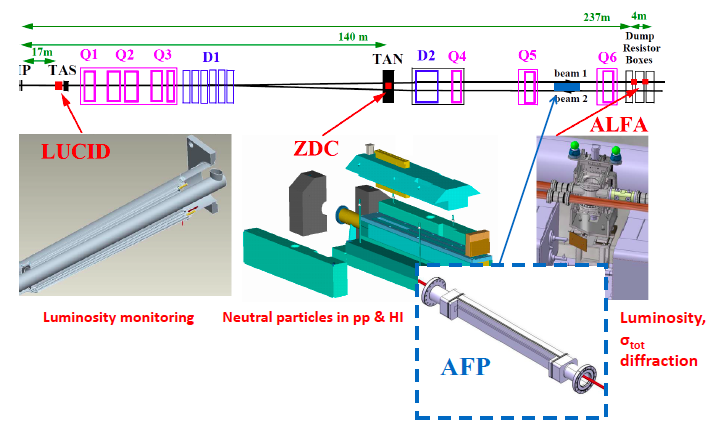 237m
4m
140 m
17m
Dump
Resistor
Boxes
IP
TAS
Q1
Q2
Q3
D1
TAN
D2
Q4
Q5
beam 1
beam 2
Q6
LUCID
ZDC
ALFA
Luminosity monitoring
Neutral particles in pp & HI
AFP
Luminosity,
σtot
diffraction